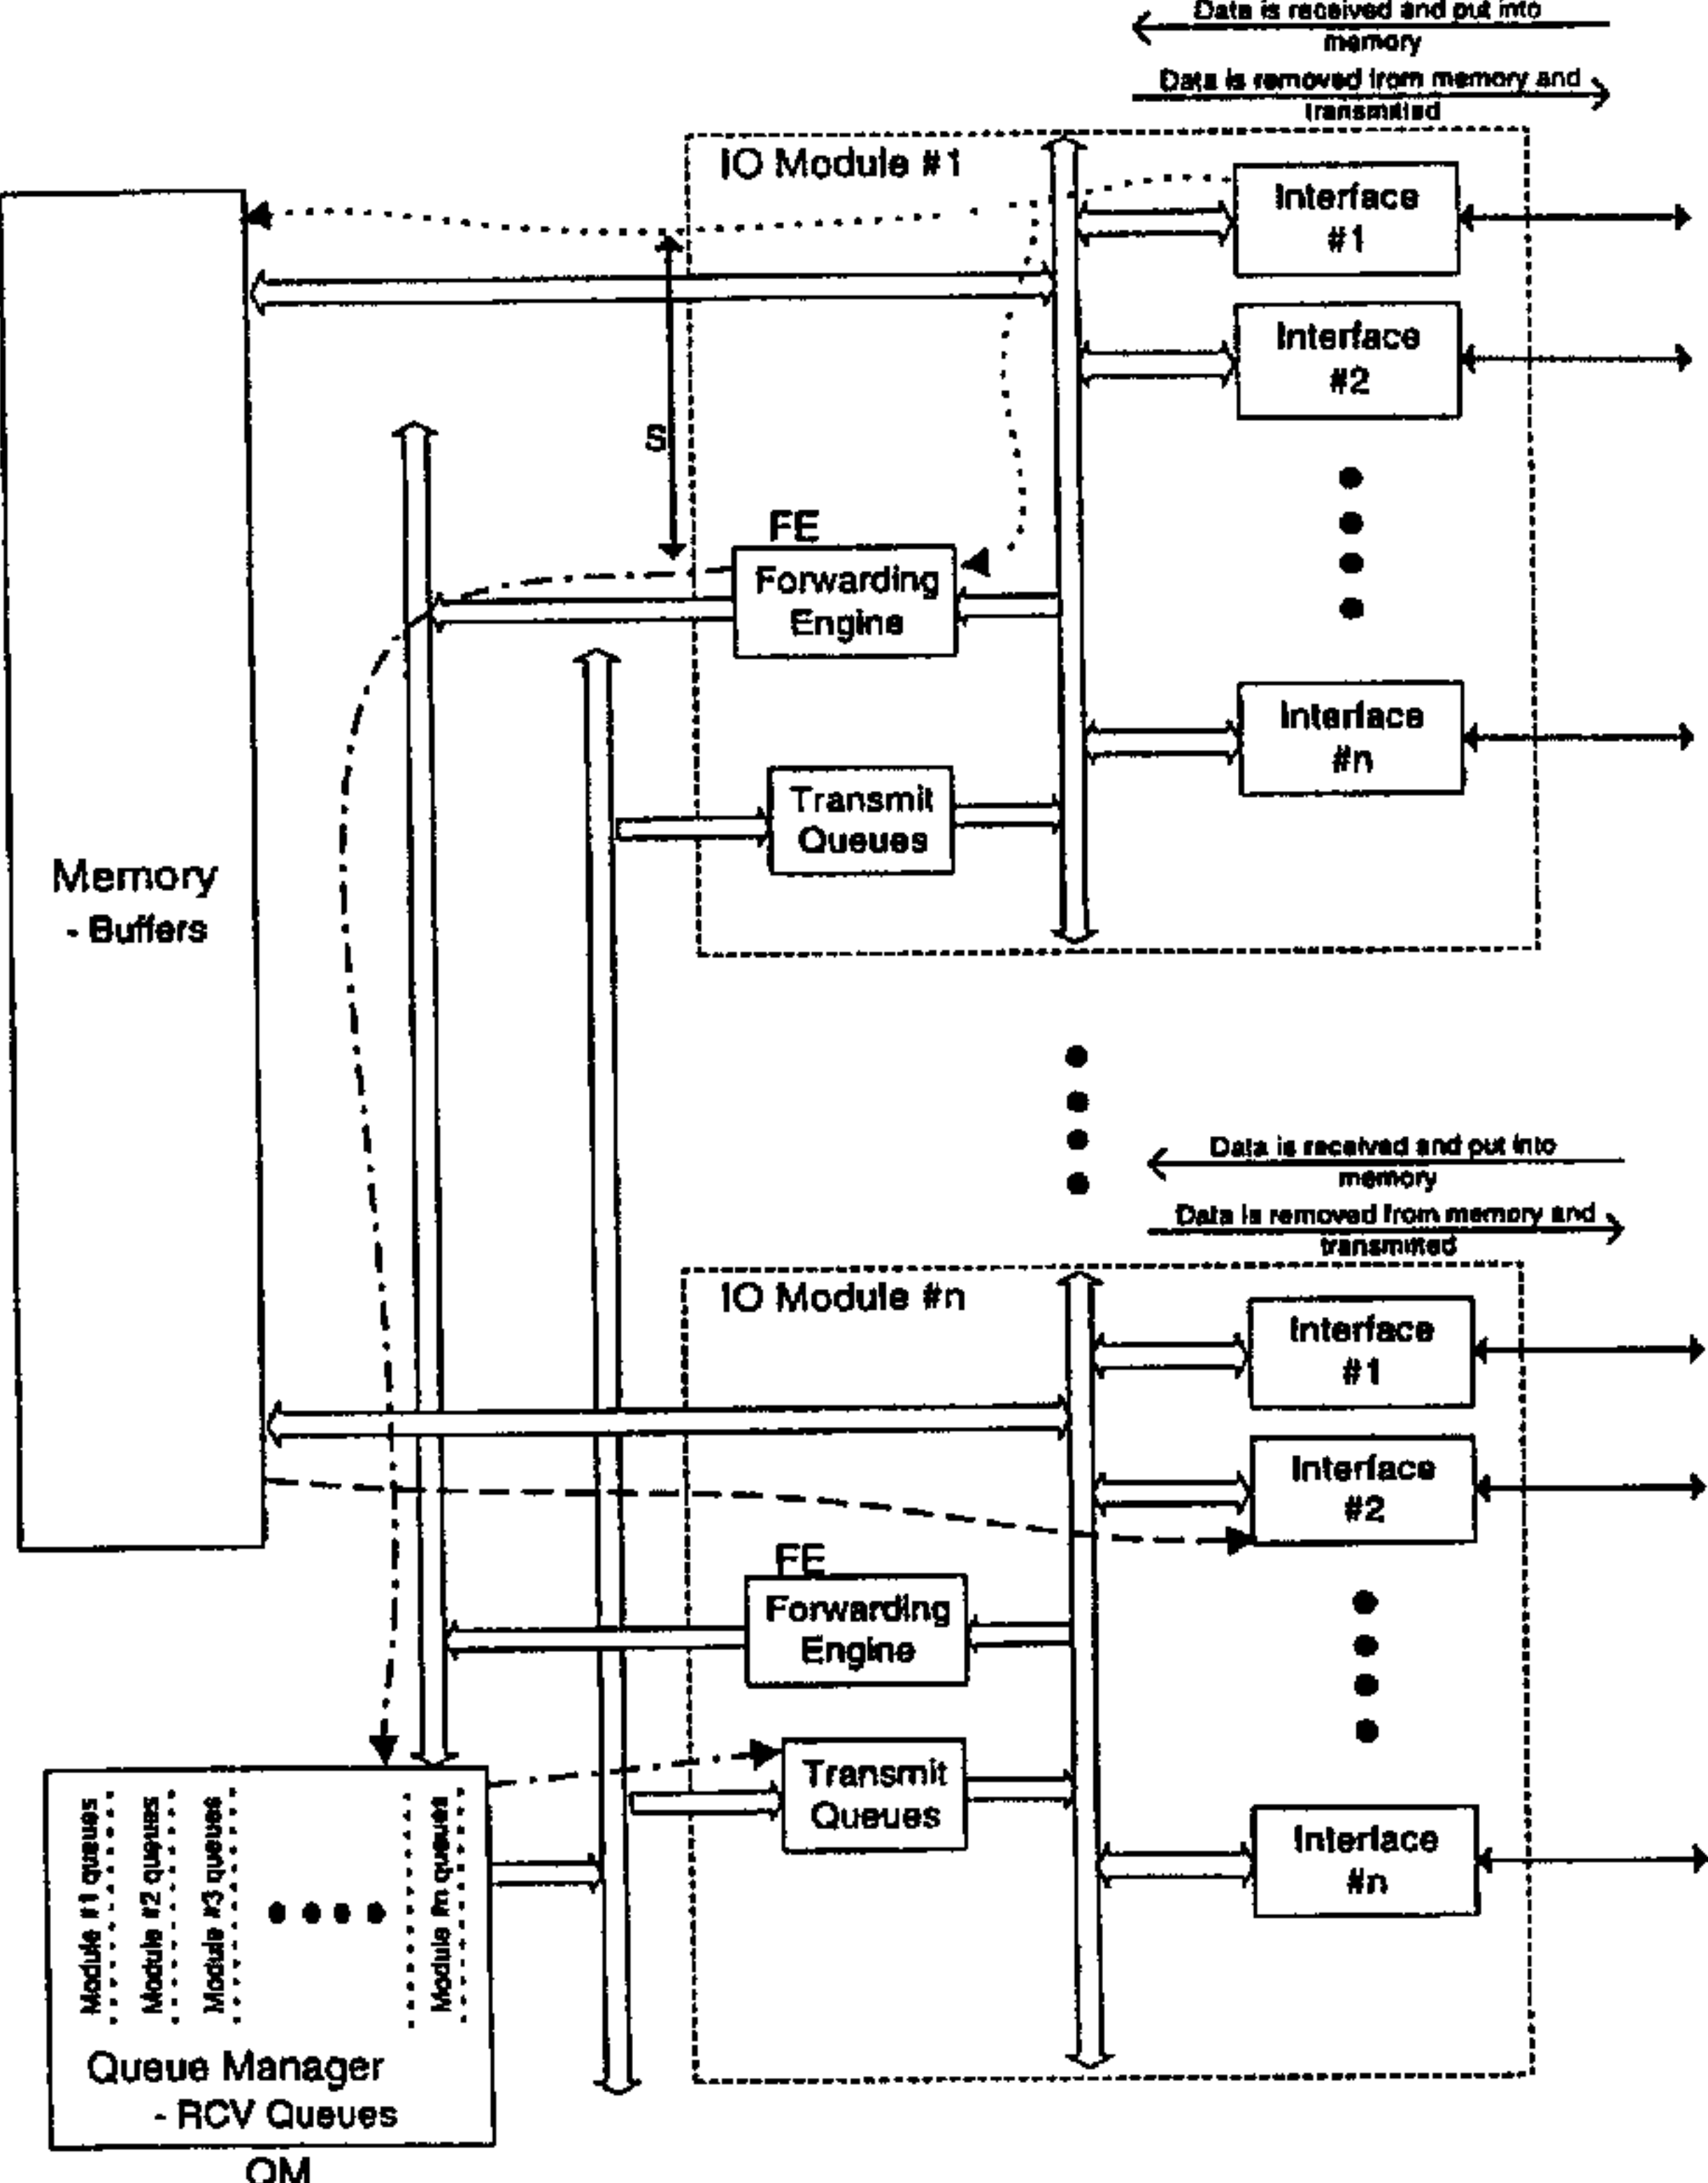 Data is received and put into
memory
Data is removed from memory and
transmitted
IO Module #1
Interface
#1
Interface
#2
S
FE
Forwarding
Engine
Interface
#n
Transmit
Queues
Memory
- Buffers
Data is received and put into
memory
Data is removed from memory and
transmitted
IO Module #n
Interface
#1
Interface
#2
FE
Forwarding
Engine
Transmit
Queues
Interface
#n
Module #1 queues
Module #2 queues
Module #3 queues
Module #n queues
Queue Manager
- RCV Queues
QM